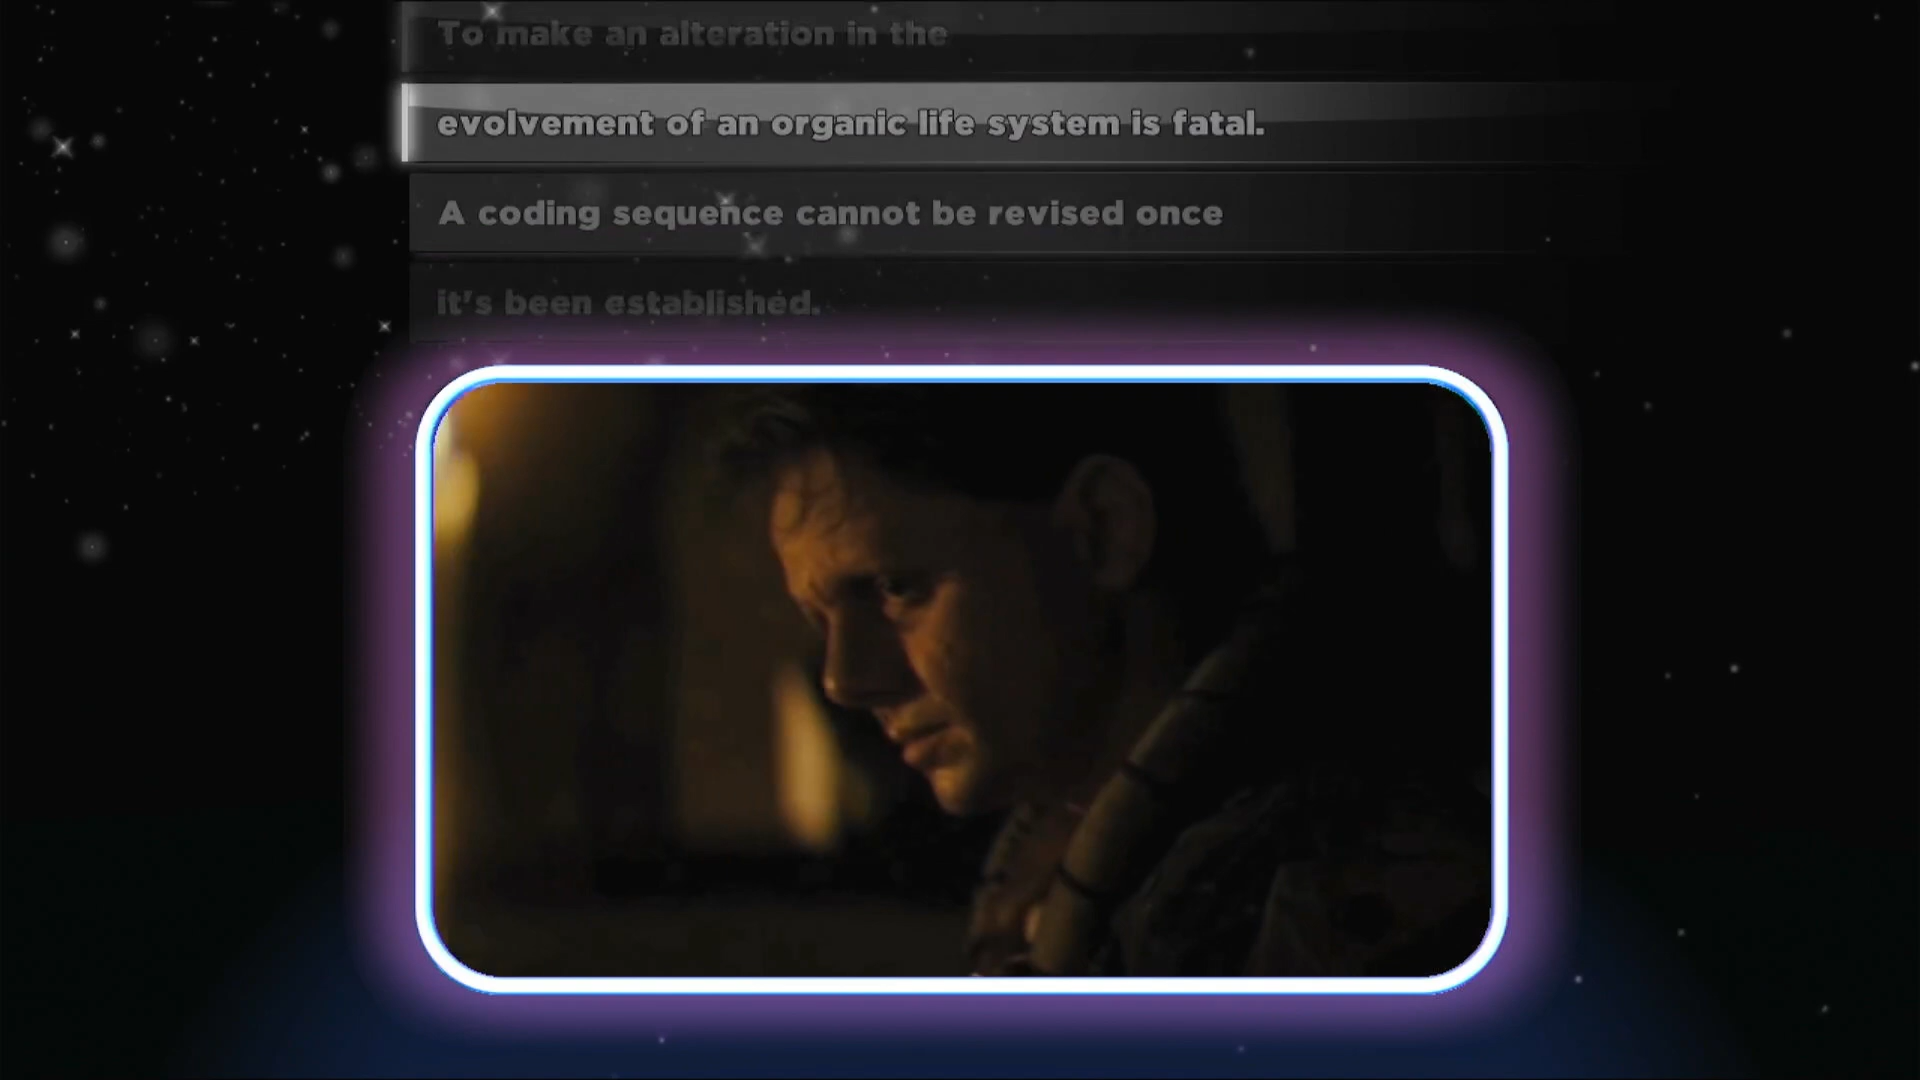 To make an alteration in the
evolvement of an organic life system is fatal.
A coding sequence cannot be revised once
it's been established.